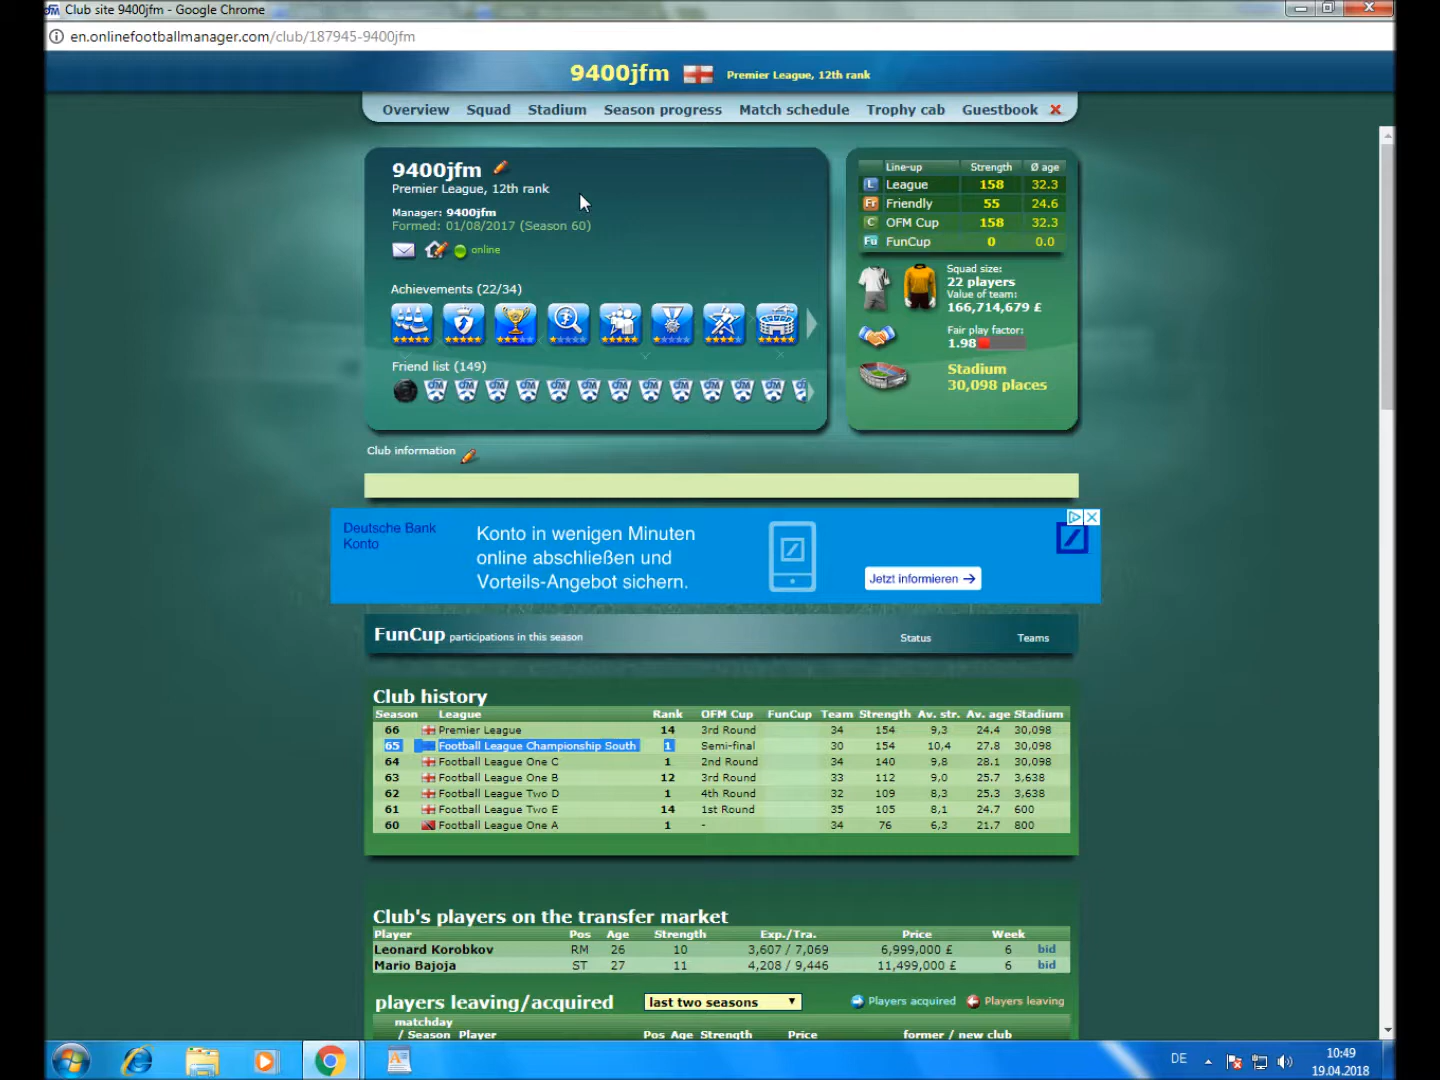 Club site 9400jfm - Google Chrome
en.onlinefootballmanager.com/club/187945-9400jfm
9400jfm Premier League, 12th rank
Overview Squad Stadium Season progress Match schedule Trophy cab Guestbook
9400jfm
Premier League, 12th rank
Manager: 9400jfm
Formed: 01/08/2017 (Season 60)
online
Achievements (22/34)
Friend list (149)
Line-up Strength Ø age
L League 158 32.3
Fr Friendly 55 24.6
C OFM Cup 158 32.3
Fu FunCup 0 0.0
Squad size:
22 players
Value of team:
166,714,679 £
Fair play factor:
1.98
Stadium
30,098 places
Club information
Deutsche Bank
Konto
Konto in wenigen Minuten
online abschließen und
Vorteils-Angebot sichern.
Jetzt informieren →
FunCup participations in this season Status Teams
Club history
Season League Rank OFM Cup FunCup Team Strength Av. str. Av. age Stadium
66 Premier League 14 3rd Round 34 154 9,3 24.4 30,098
65 Football League Championship South 1 Semi-final 30 154 10,4 27.8 30,098
64 Football League One C 1 2nd Round 34 140 9,8 28.1 30,098
63 Football League One B 12 3rd Round 33 112 9,0 25.7 3,638
62 Football League Two D 1 4th Round 32 109 8,3 25.3 3,638
61 Football League Two E 14 1st Round 35 105 8,1 24.7 600
60 Football League One A 1 - 34 76 6,3 21.7 800
Club's players on the transfer market
Player Pos Age Strength Exp./Tra. Price Week
Leonard Korobkov RM 26 10 3,607 / 7,069 6,999,000 £ 6 bid
Mario Bajoja ST 27 11 4,208 / 9,446 11,499,000 £ 6 bid
players leaving/acquired last two seasons Players acquired Players leaving
matchday
/ Season Player Pos Age Strength Price former / new club
DE 10:49
19.04.2018